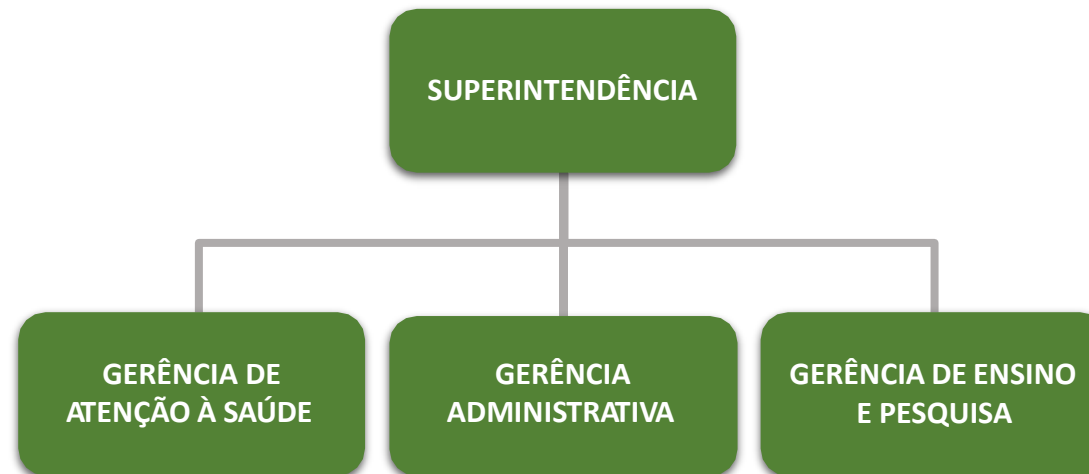 SUPERINTENDÊNCIA
GERÊNCIA DE
ATENÇÃO À SAÚDE
GERÊNCIA
ADMINISTRATIVA
GERÊNCIA DE ENSINO
E PESQUISA